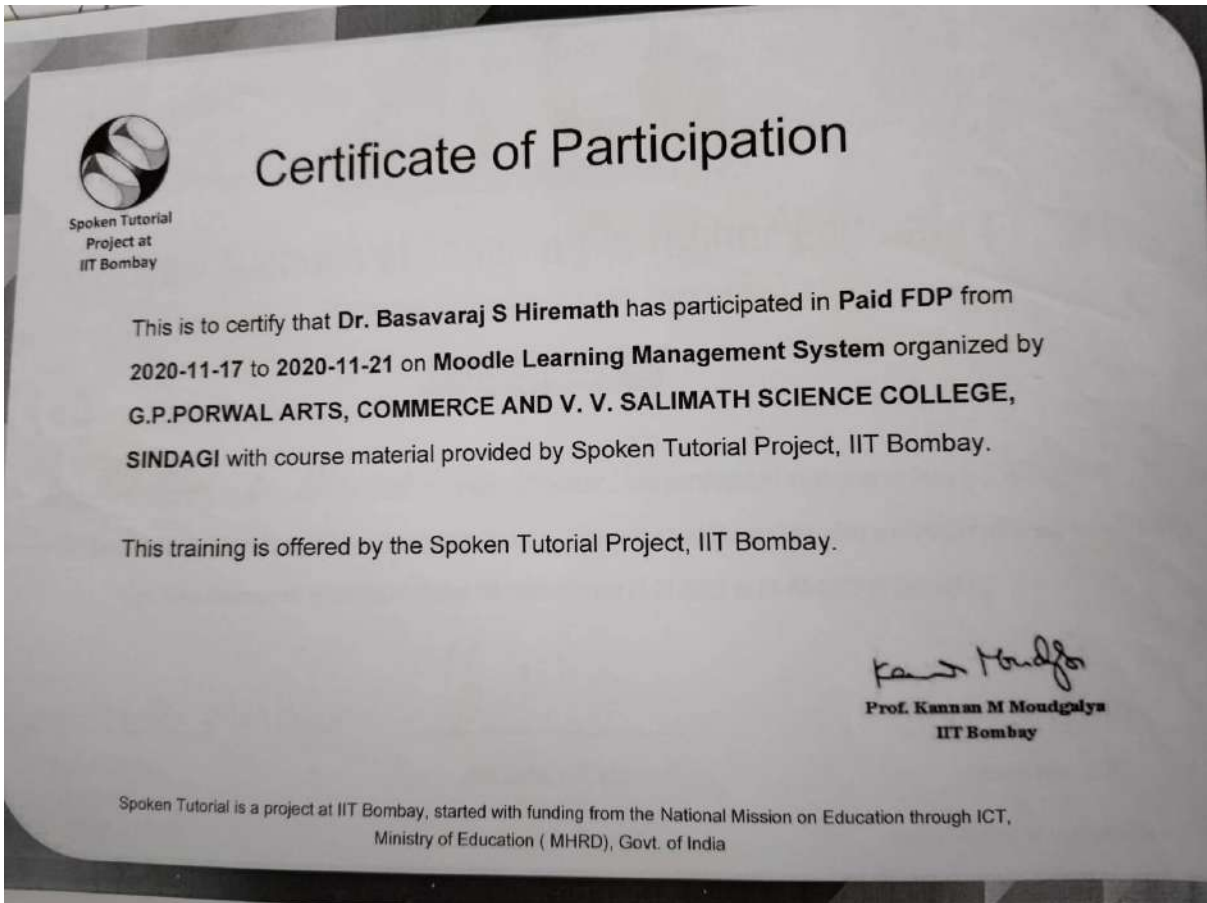 Spoken Tutorial
Project at
IIT Bombay
Certificate of Participation
This is to certify that Dr. Basavaraj S Hiremath has participated in Paid FDP from
2020-11-17 to 2020-11-21 on Moodle Learning Management System organized by
G.P.PORWAL ARTS, COMMERCE AND V. V. SALIMATH SCIENCE COLLEGE,
SINDAGI with course material provided by Spoken Tutorial Project, IIT Bombay.
This training is offered by the Spoken Tutorial Project, IIT Bombay.
Prof. Kannan M Moudgalya
IIT Bombay
Spoken Tutorial is a project at IIT Bombay, started with funding from the National Mission on Education through ICT,
Ministry of Education ( MHRD), Govt. of India